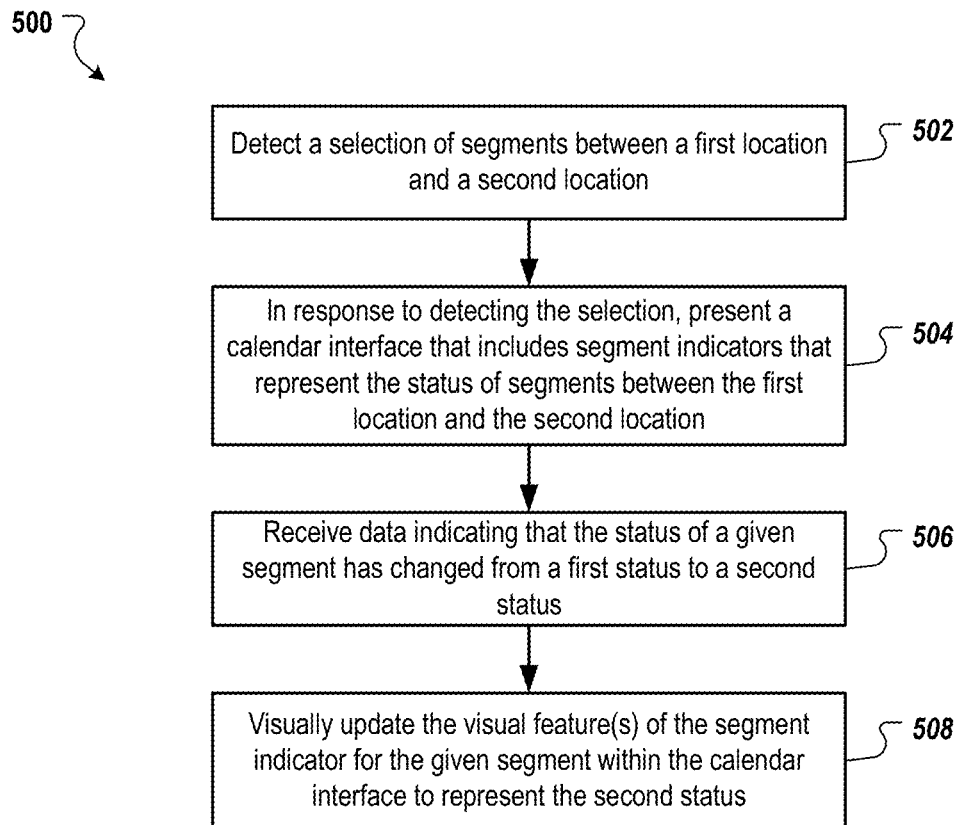 500
Detect a selection of segments between a first location
and a second location
502
In response to detecting the selection, present a
calendar interface that includes segment indicators that
represent the status of segments between the first
location and the second location
504
Receive data indicating that the status of a given
segment has changed from a first status to a second
status
506
Visually update the visual feature(s) of the segment
indicator for the given segment within the calendar
interface to represent the second status
508